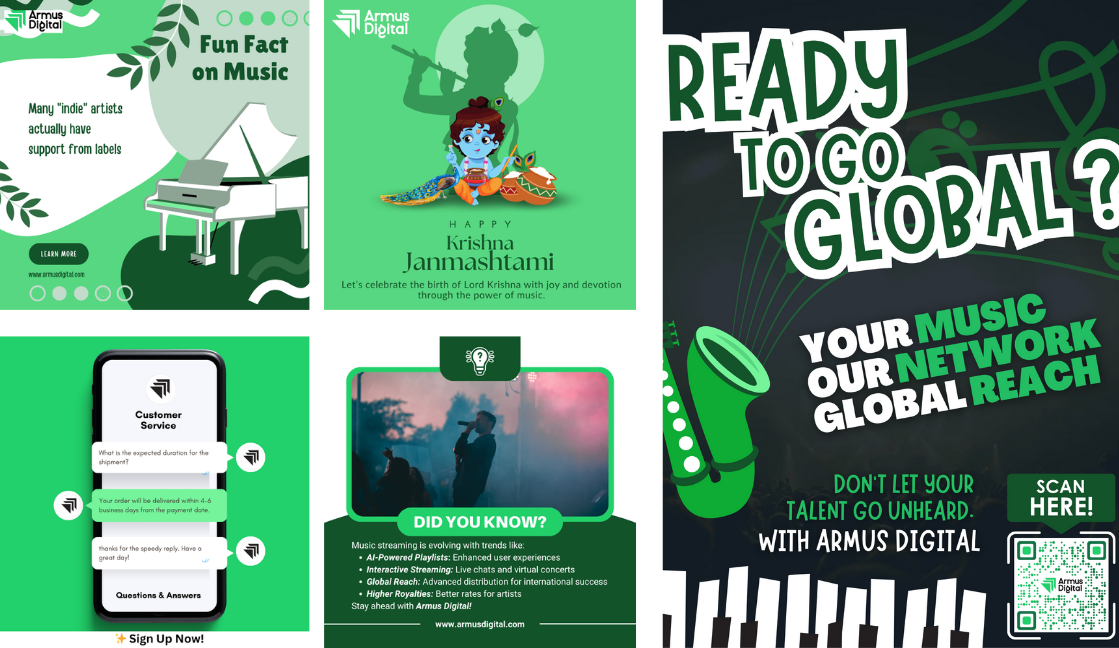 Armus
Digital
Fun Fact
on Music
Many "indie" artists
actually have
support from labels
LEARN MORE
www.armusdigital.com
Armus
Digital
HAPPY
Krishna
Janmashtami
Let's celebrate the birth of Lord Krishna with joy and devotion
through the power of music.
Customer
Service
What is the expected duration for the
shipment?
Your order will be delivered within 4-6
business days from the payment date.
thanks for the speedy reply. Have a
great day!
Questions & Answers
✨ Sign Up Now!
DID YOU KNOW?
Music streaming is evolving with trends like:
• AI-Powered Playlists: Enhanced user experiences
• Interactive Streaming: Live chats and virtual concerts
• Global Reach: Advanced distribution for international success
• Higher Royalties: Better rates for artists
Stay ahead with Armus Digital!
www.armusdigital.com
READY
TO GO
GLOBAL?
YOUR MUSIC
OUR NETWORK
GLOBAL REACH
DON'T LET YOUR
TALENT GO UNHEARD.
WITH ARMUS DIGITAL
SCAN
HERE!
Armus
Digital